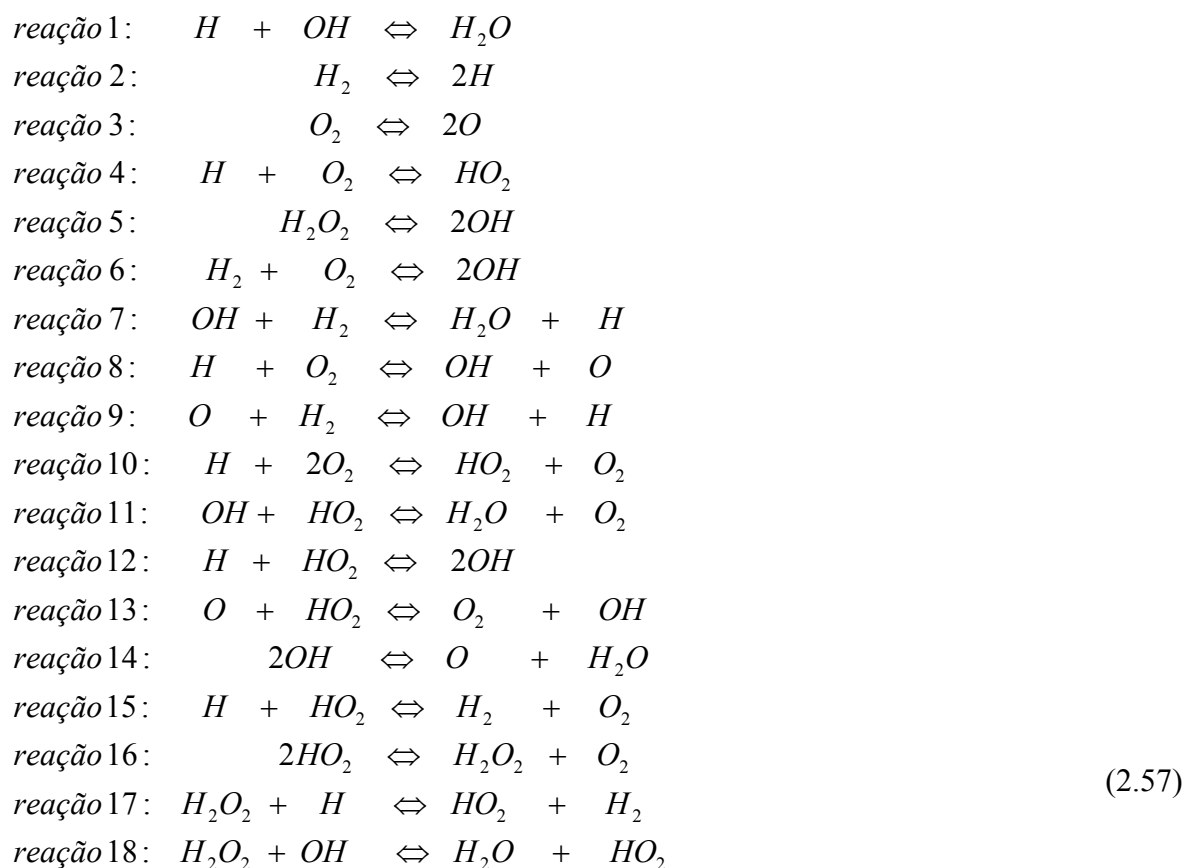 reação 1: H + OH ⇔ H₂O
reação 2: H₂ ⇔ 2H
reação 3: O₂ ⇔ 2O
reação 4: H + O₂ ⇔ HO₂
reação 5: H₂O₂ ⇔ 2OH
reação 6: H₂ + O₂ ⇔ 2OH
reação 7: OH + H₂ ⇔ H₂O + H
reação 8: H + O₂ ⇔ OH + O
reação 9: O + H₂ ⇔ OH + H
reação 10: H + 2O₂ ⇔ HO₂ + O₂
reação 11: OH + HO₂ ⇔ H₂O + O₂
reação 12: H + HO₂ ⇔ 2OH
reação 13: O + HO₂ ⇔ O₂ + OH
reação 14: 2OH ⇔ O + H₂O
reação 15: H + HO₂ ⇔ H₂ + O₂
reação 16: 2HO₂ ⇔ H₂O₂ + O₂
reação 17: H₂O₂ + H ⇔ HO₂ + H₂ (2.57)
reação 18: H₂O₂ + OH ⇔ H₂O + HO₂